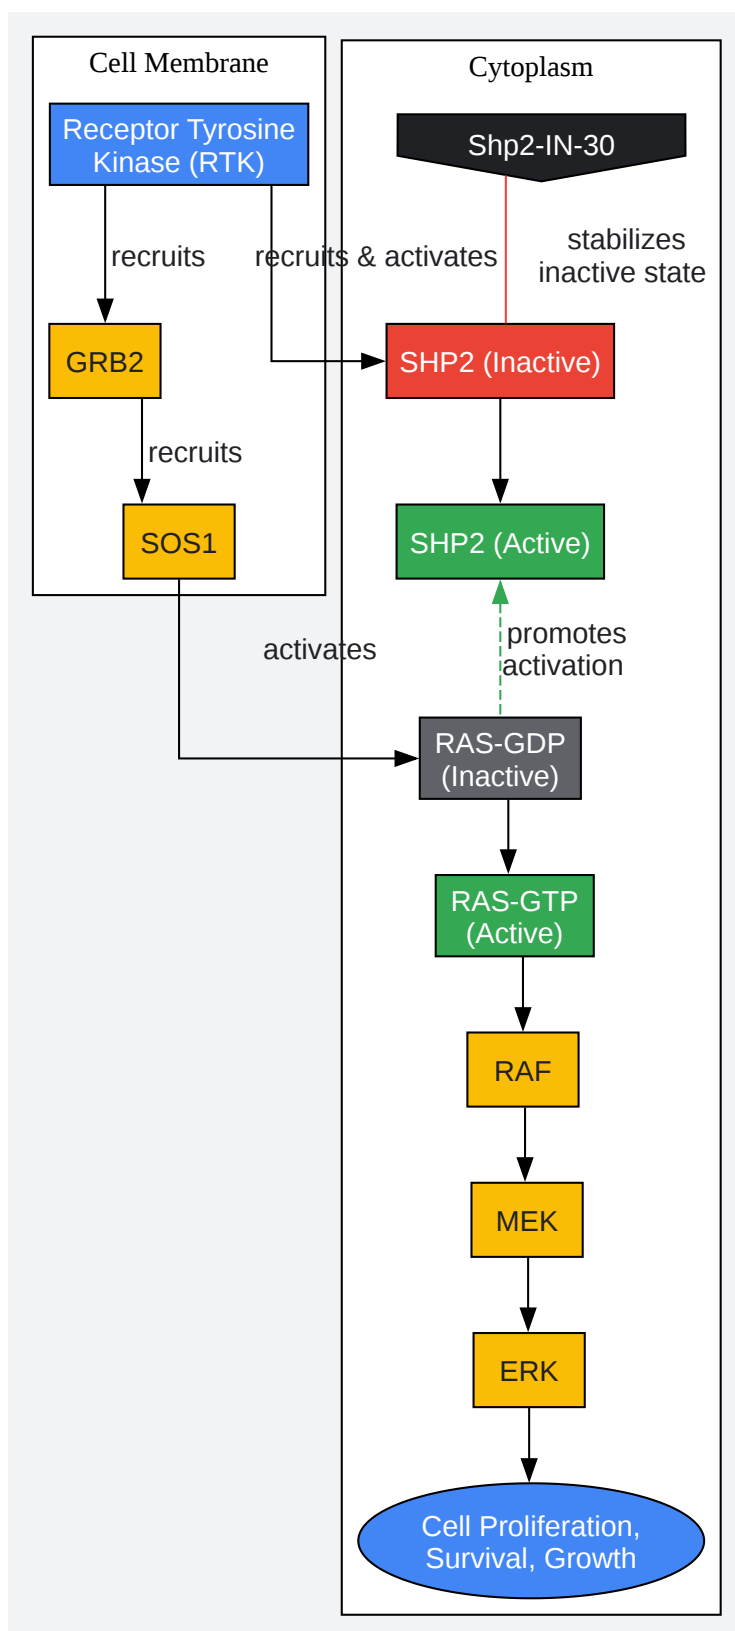 Cell Membrane
Receptor Tyrosine
Kinase (RTK)
recruits
GRB2
recruits
SOS1
Cytoplasm
Shp2-IN-30
recruits & activates
stabilizes
inactive state
SHP2 (Inactive)
SHP2 (Active)
activates
promotes
activation
RAS-GDP
(Inactive)
RAS-GTP
(Active)
RAF
MEK
ERK
Cell Proliferation,
Survival, Growth